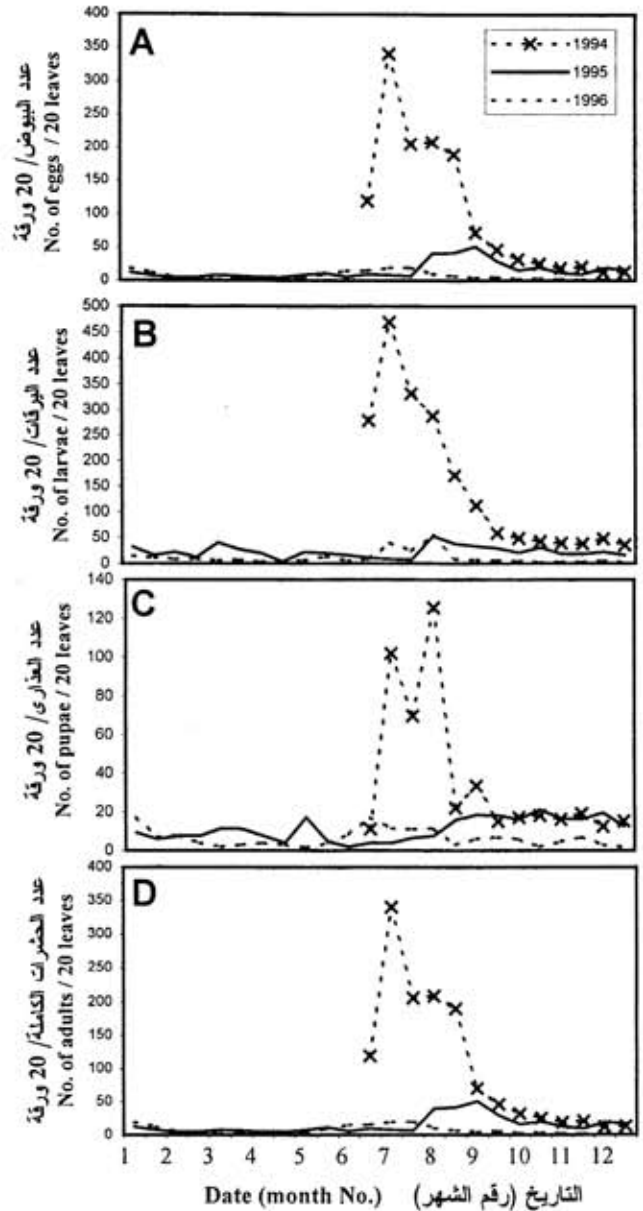 A
400
350
300
250
200
150
100
50
0
عدد البيوض/ 20 ورقة
No. of eggs / 20 leaves
1994
1995
1996
B
500
450
400
350
300
250
200
150
100
50
0
عدد اليرقات/ 20 ورقة
No. of larvae / 20 leaves
C
140
120
100
80
60
40
20
0
عدد العذارى/ 20 ورقة
No. of pupae / 20 leaves
D
400
350
300
250
200
150
100
50
0
عدد الحشرات الكاملة/ 20 ورقة
No. of adults / 20 leaves
1 2 3 4 5 6 7 8 9 10 11 12
Date (month No.) التاريخ (رقم الشهر)